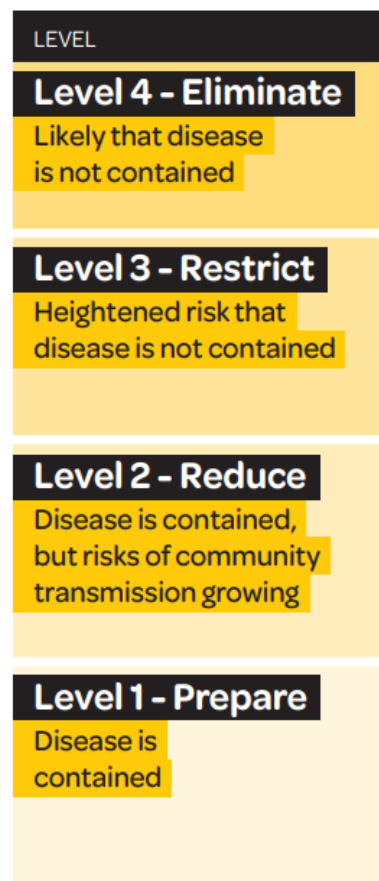 LEVEL
Level 4 - Eliminate
Likely that disease
is not contained
Level 3 - Restrict
Heightened risk that
disease is not contained
Level 2 - Reduce
Disease is contained,
but risks of community
transmission growing
Level 1 - Prepare
Disease is
contained